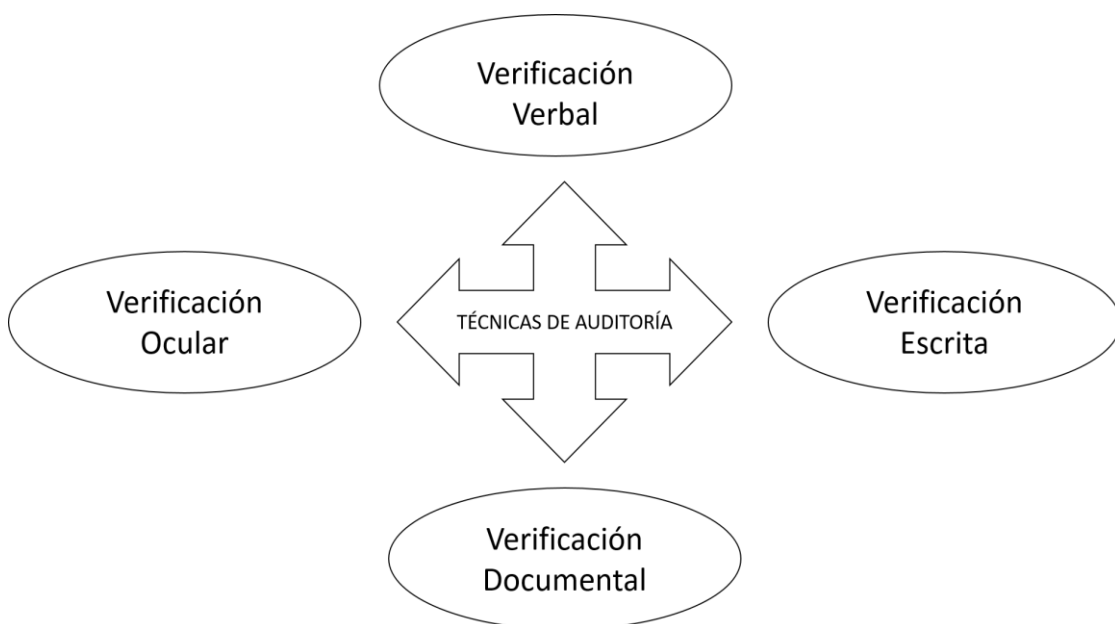 Verificación
Verbal
Verificación
Ocular
TÉCNICAS DE AUDITORÍA
Verificación
Escrita
Verificación
Documental